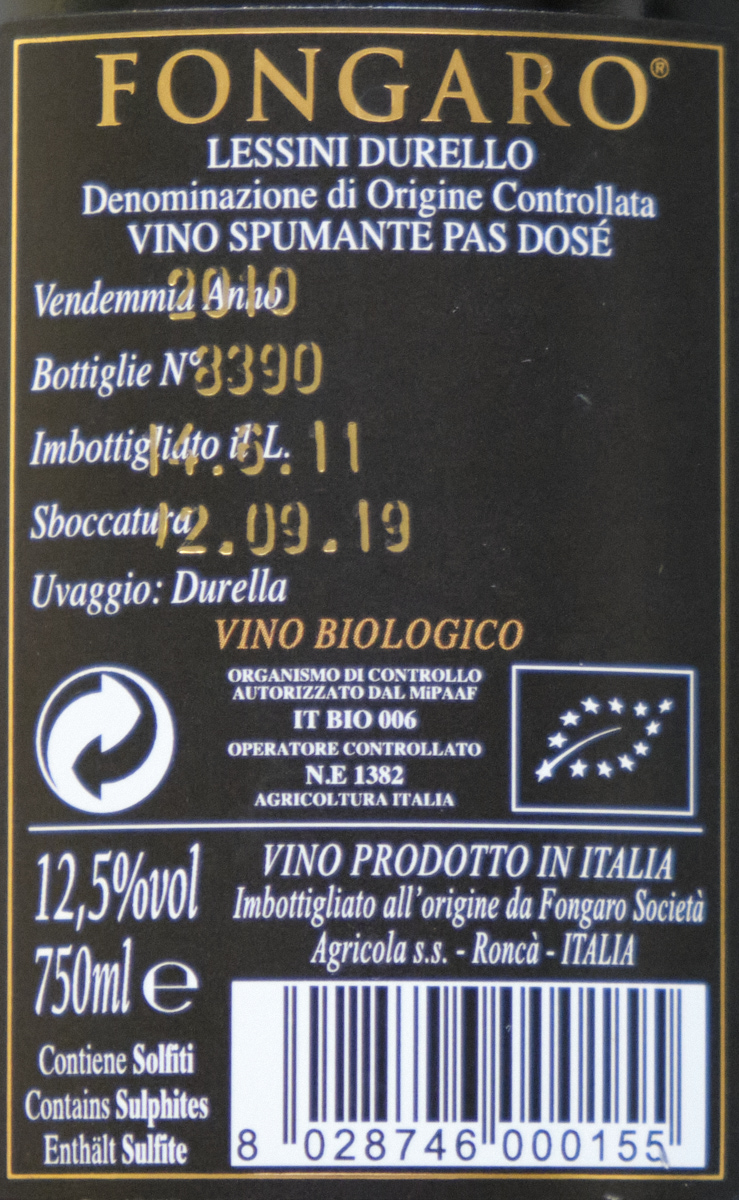 FONGARO®
LESSINI DURELLO
Denominazione di Origine Controllata
VINO SPUMANTE PAS DOSÉ
Vendemmia Anno 2010
Bottiglie N° 8390
Imbottigliato il L. 14.6.11
Sboccatura 12.09.19
Uvaggio: Durella
VINO BIOLOGICO
ORGANISMO DI CONTROLLO
AUTORIZZATO DAL MiPAAF
IT BIO 006
OPERATORE CONTROLLATO
N.E 1382
AGRICOLTURA ITALIA
12,5%vol
750ml e
Contiene Solfiti
Contains Sulphites
Enthält Sulfite
VINO PRODOTTO IN ITALIA
Imbottigliato all'origine da Fongaro Società
Agricola s.s. - Roncà - ITALIA
8 028746 000155